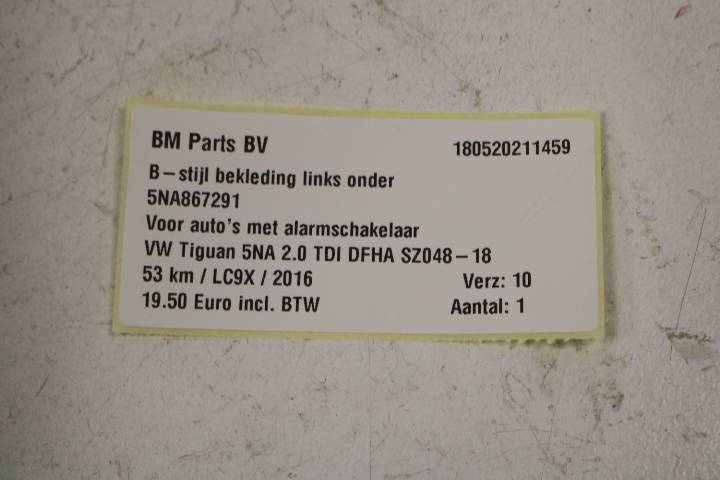 BM Parts BV 180520211459
B-stijl bekleding links onder
5NA867291
Voor auto's met alarmschakelaar
VW Tiguan 5NA 2.0 TDI DFHA SZ048-18
53 km / LC9X / 2016 Verz: 10
19.50 Euro incl. BTW Aantal: 1